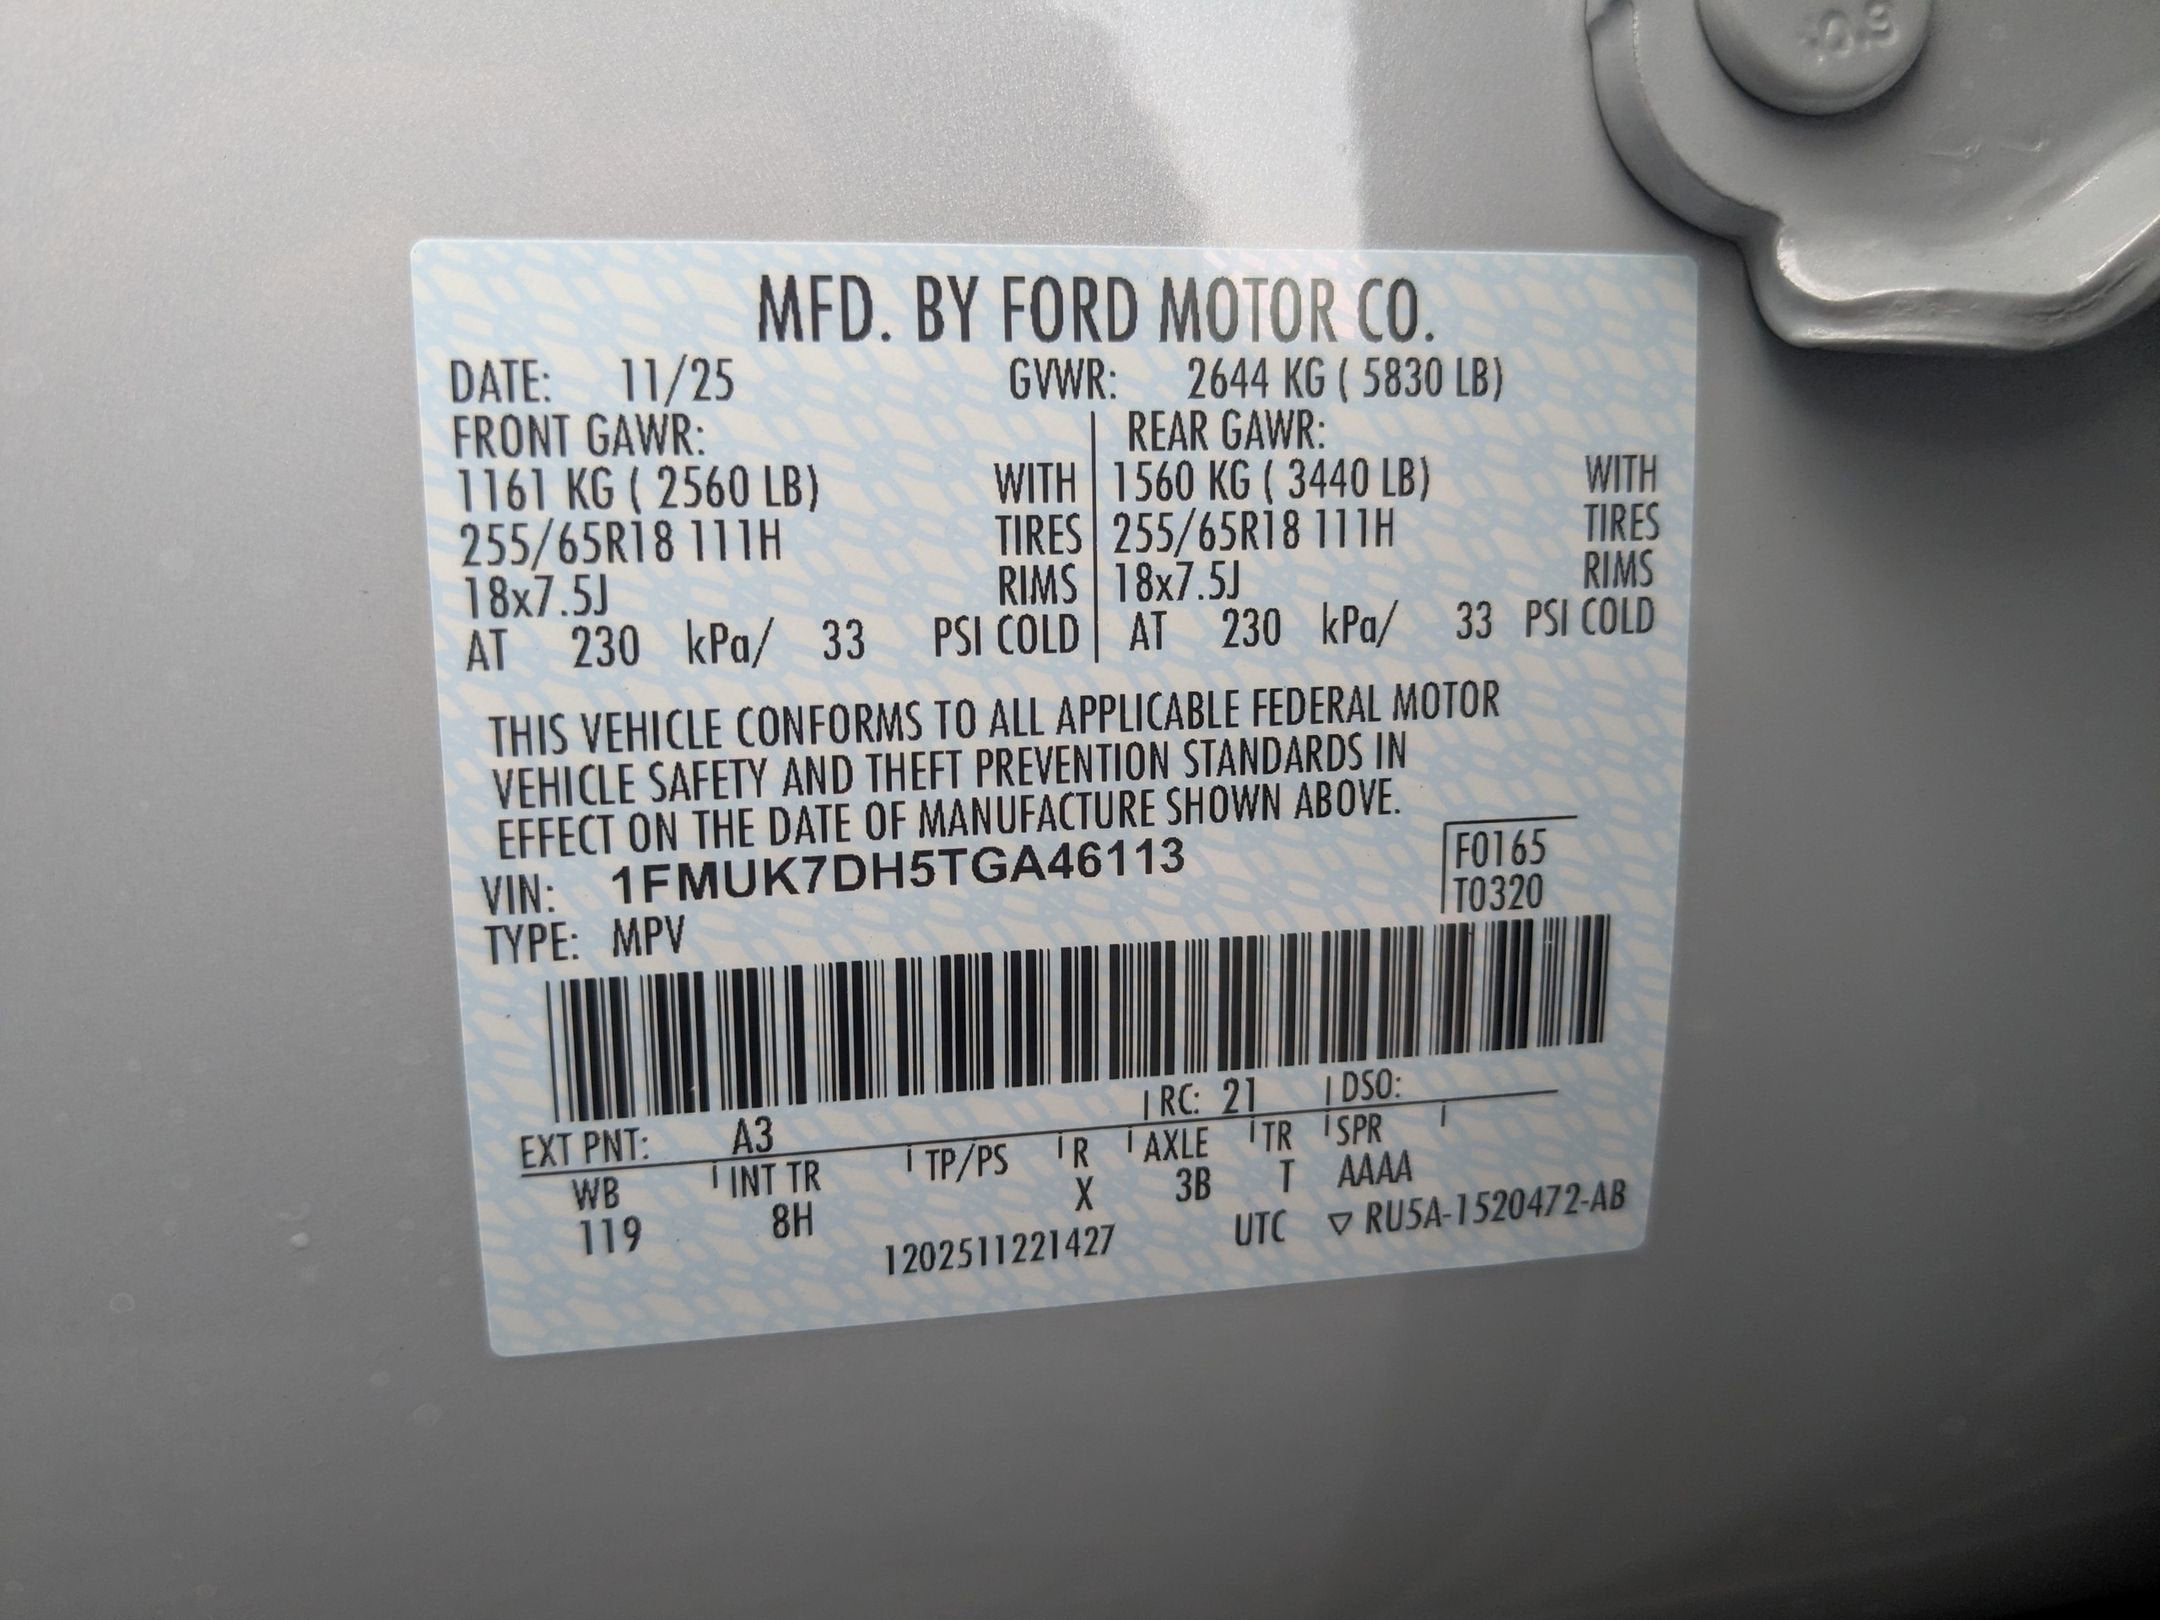 MFD. BY FORD MOTOR CO.
DATE: 11/25 GVWR: 2644 KG ( 5830 LB)
FRONT GAWR: REAR GAWR:
1161 KG ( 2560 LB) WITH 1560 KG ( 3440 LB) WITH
255/65R18 111H TIRES 255/65R18 111H TIRES
18x7.5J RIMS 18x7.5J RIMS
AT 230 kPa/ 33 PSI COLD AT 230 kPa/ 33 PSI COLD
THIS VEHICLE CONFORMS TO ALL APPLICABLE FEDERAL MOTOR
VEHICLE SAFETY AND THEFT PREVENTION STANDARDS IN
EFFECT ON THE DATE OF MANUFACTURE SHOWN ABOVE.
VIN: 1FMUK7DH5TGA46113 F0165
TYPE: MPV T0320
EXT PNT: A3 RC: 21 DSO:
WB INT TR TP/PS R AXLE TR SPR
119 8H X 3B T AAAA
1202511221427 UTC ▽ RU5A-1520472-AB